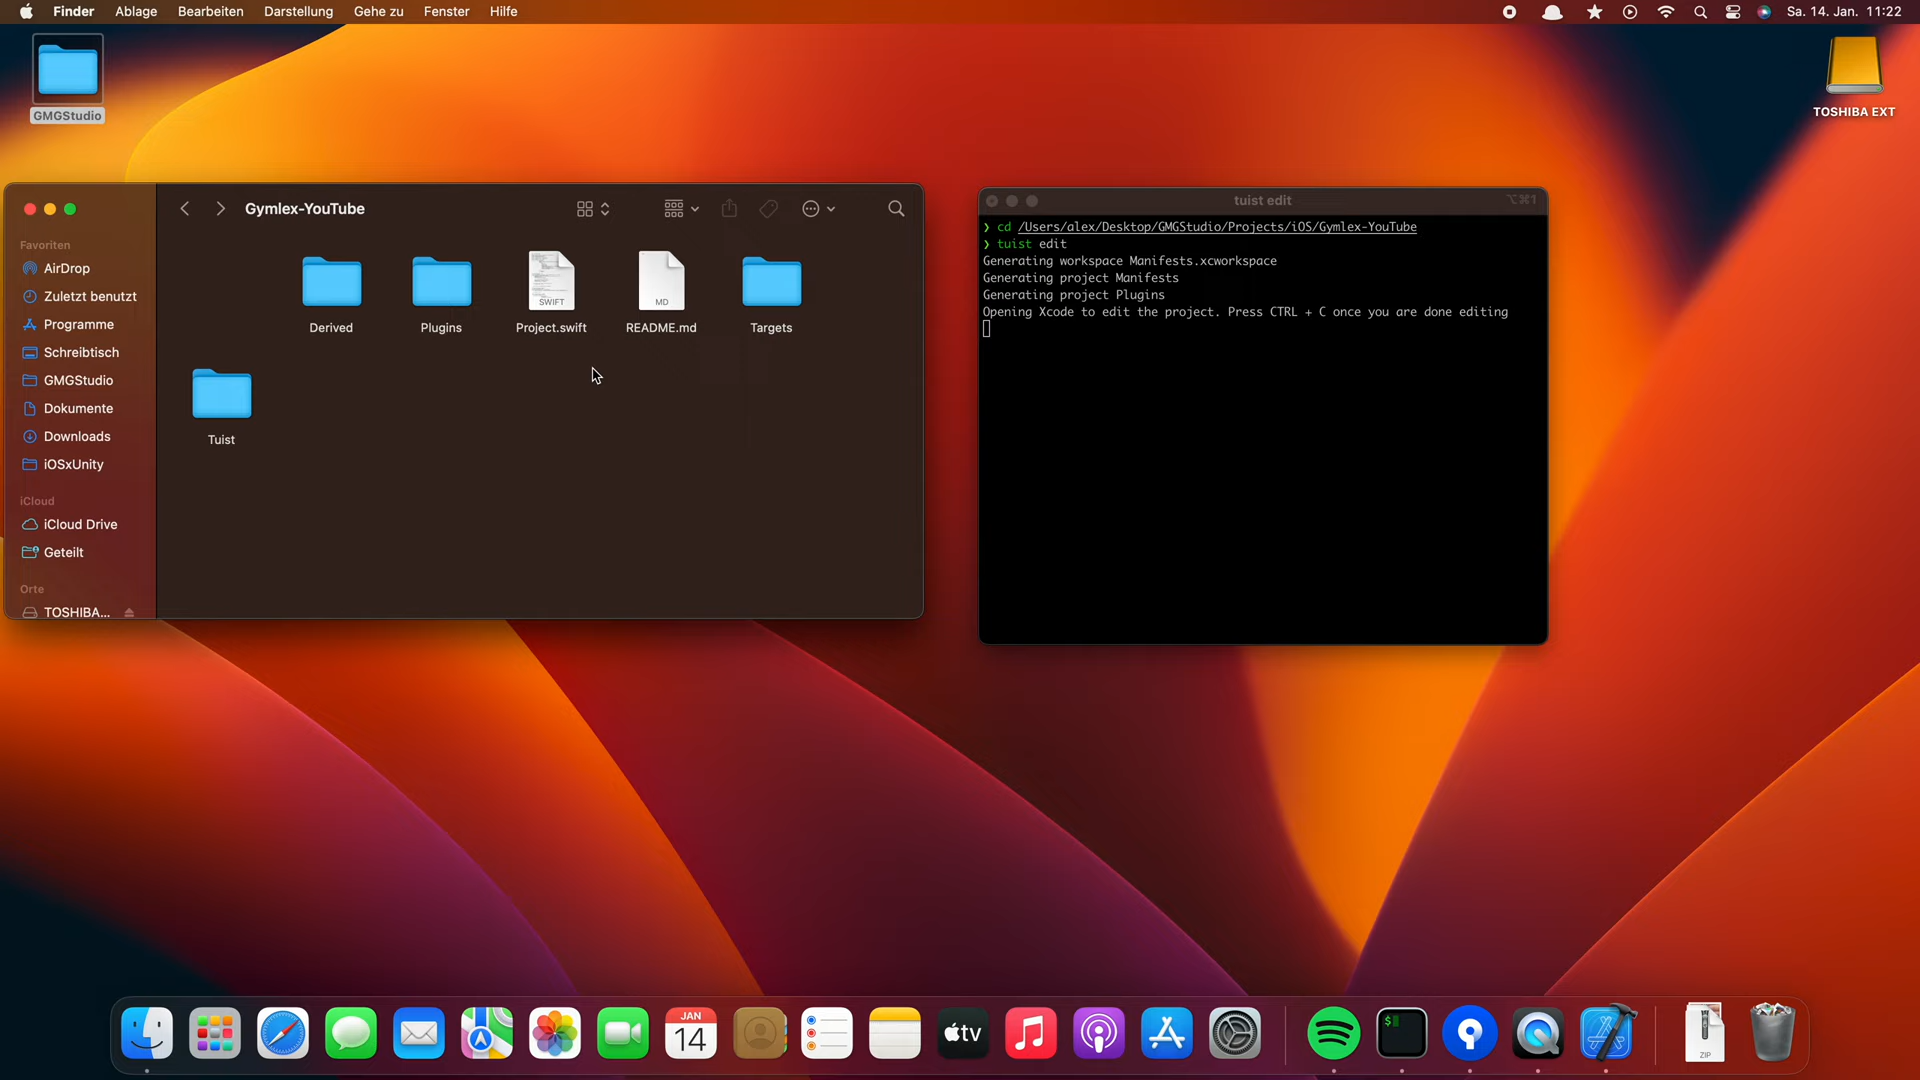 Finder Ablage Bearbeiten Darstellung Gehe zu Fenster Hilfe
Sa. 14. Jan. 11:22
GMGStudio
TOSHIBA EXT
Gymlex-YouTube
Favoriten
AirDrop
Zuletzt benutzt
Programme
Schreibtisch
GMGStudio
Dokumente
Downloads
iOSxUnity
iCloud
iCloud Drive
Geteilt
Orte
TOSHIBA...
SWIFT
MD
Derived
Plugins
Project.swift
README.md
Targets
Tuist
tuist edit
⌥⌘1
❯ cd /Users/alex/Desktop/GMGStudio/Projects/iOS/Gymlex-YouTube
❯ tuist edit
Generating workspace Manifests.xcworkspace
Generating project Manifests
Generating project Plugins
Opening Xcode to edit the project. Press CTRL + C once you are done editing
JAN
14
tv
$
ZIP